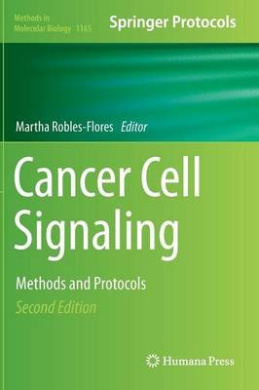 Methods in
Molecular Biology 1165
Springer Protocols
Martha Robles-Flores Editor
Cancer Cell
Signaling
Methods and Protocols
Second Edition
Humana Press